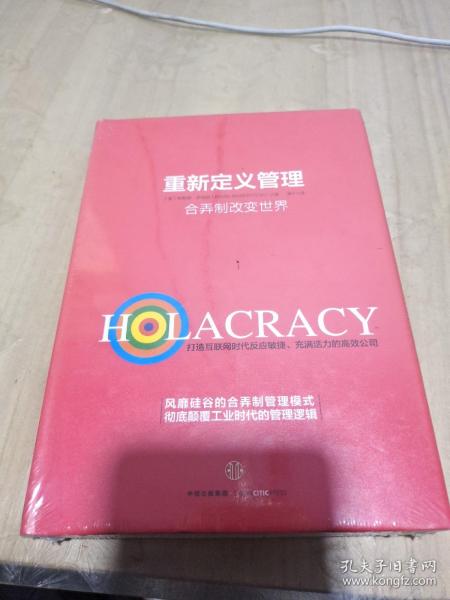 重新定义管理
合弄制改变世界
HOLACRACY
打造互联网时代反应敏捷、充满活力的高效公司
风靡硅谷的合弄制管理模式
彻底颠覆工业时代的管理逻辑
中信出版集团
CITIC PRESS
孔夫子旧书网
www.kongfz.com